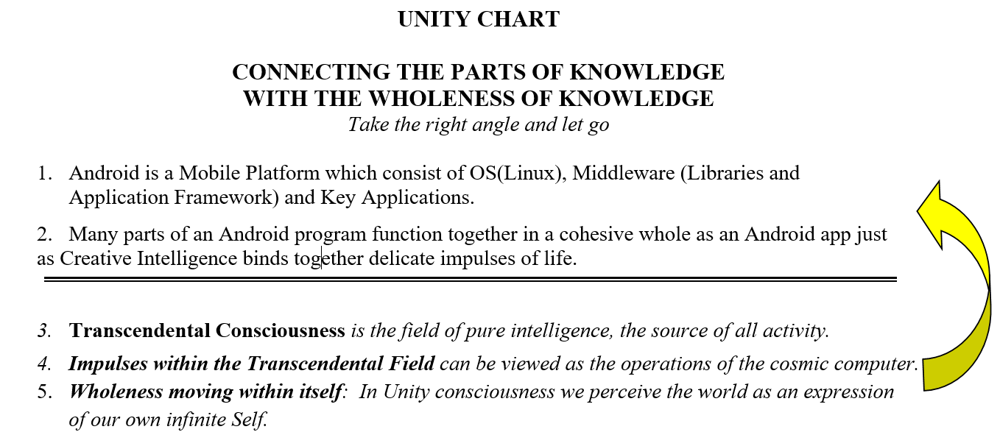 UNITY CHART
CONNECTING THE PARTS OF KNOWLEDGE
WITH THE WHOLENESS OF KNOWLEDGE
Take the right angle and let go
1. Android is a Mobile Platform which consist of OS(Linux), Middleware (Libraries and
Application Framework) and Key Applications.
2. Many parts of an Android program function together in a cohesive whole as an Android app just
as Creative Intelligence binds together delicate impulses of life.
3. Transcendental Consciousness is the field of pure intelligence, the source of all activity.
4. Impulses within the Transcendental Field can be viewed as the operations of the cosmic computer.
5. Wholeness moving within itself: In Unity consciousness we perceive the world as an expression
of our own infinite Self.